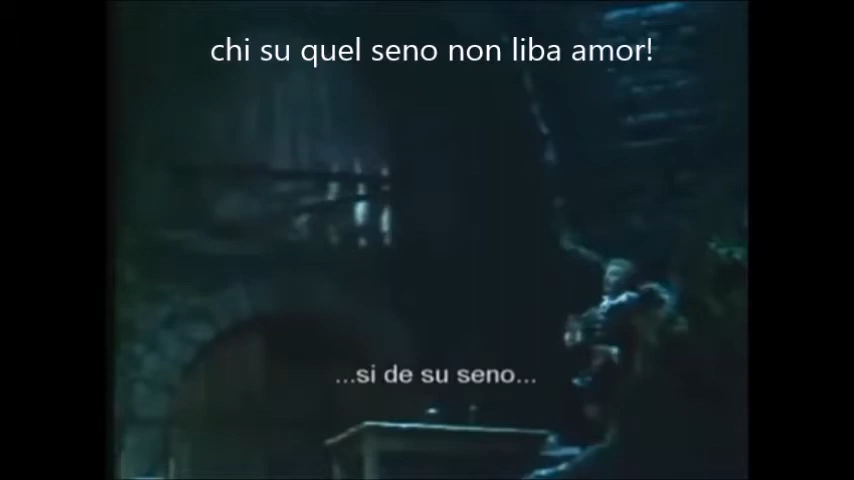 chi su quel seno non liba amor!
...si de su seno...